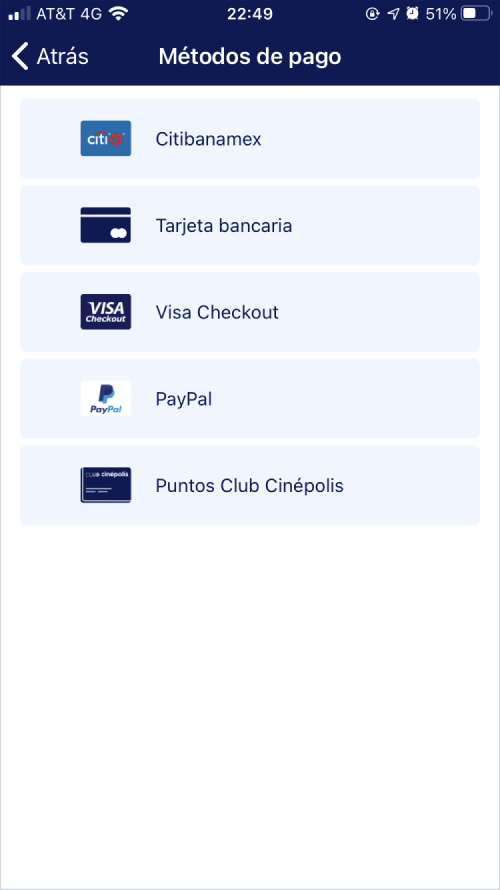 AT&T 4G 22:49 51%
Atrás Métodos de pago
citi Citibanamex
Tarjeta bancaria
VISA
Checkout Visa Checkout
PayPal PayPal
CLUB cinépolis Puntos Club Cinépolis